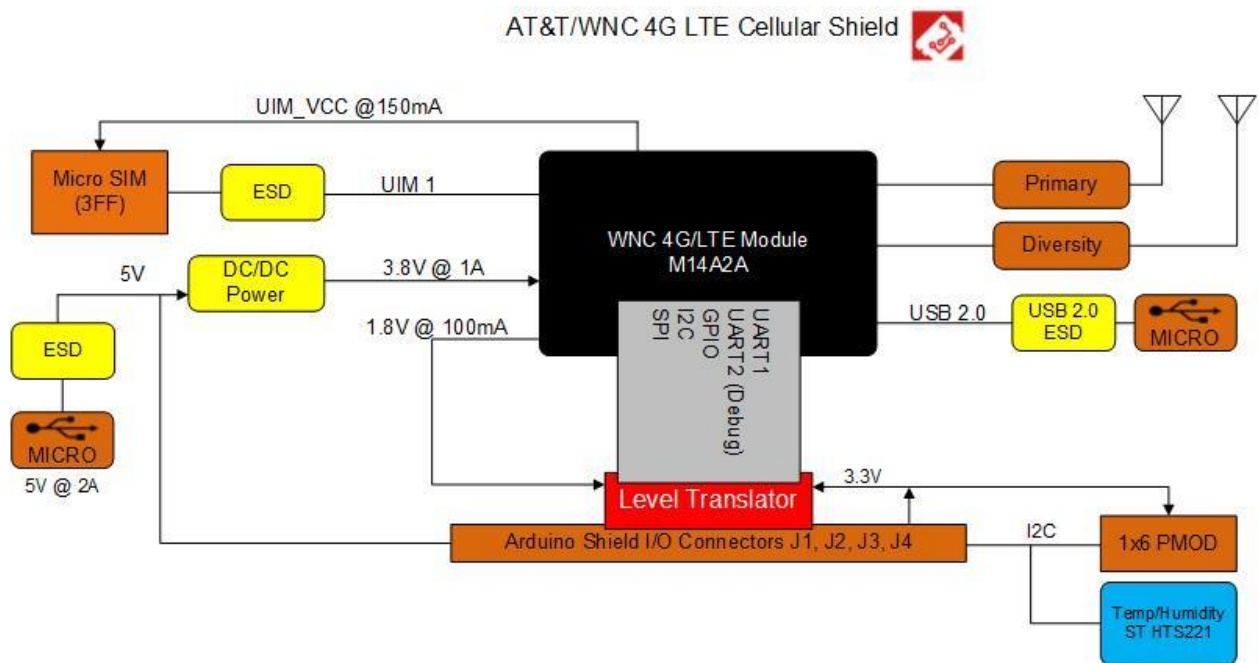 AT&T/WNC 4G LTE Cellular Shield
UIM_VCC @150mA
Micro SIM
(3FF)
ESD
UIM 1
WNC 4G/LTE Module
M14A2A
Primary
Diversity
5V
DC/DC
Power
3.8V @ 1A
1.8V @ 100mA
USB 2.0
USB 2.0
ESD
MICRO
ESD
MICRO
5V @ 2A
UART1
UART2 (Debug)
GPIO
I2C
SPI
Level Translator
3.3V
Arduino Shield I/O Connectors J1, J2, J3, J4
I2C
1x6 PMOD
Temp/Humidity
ST HTS221